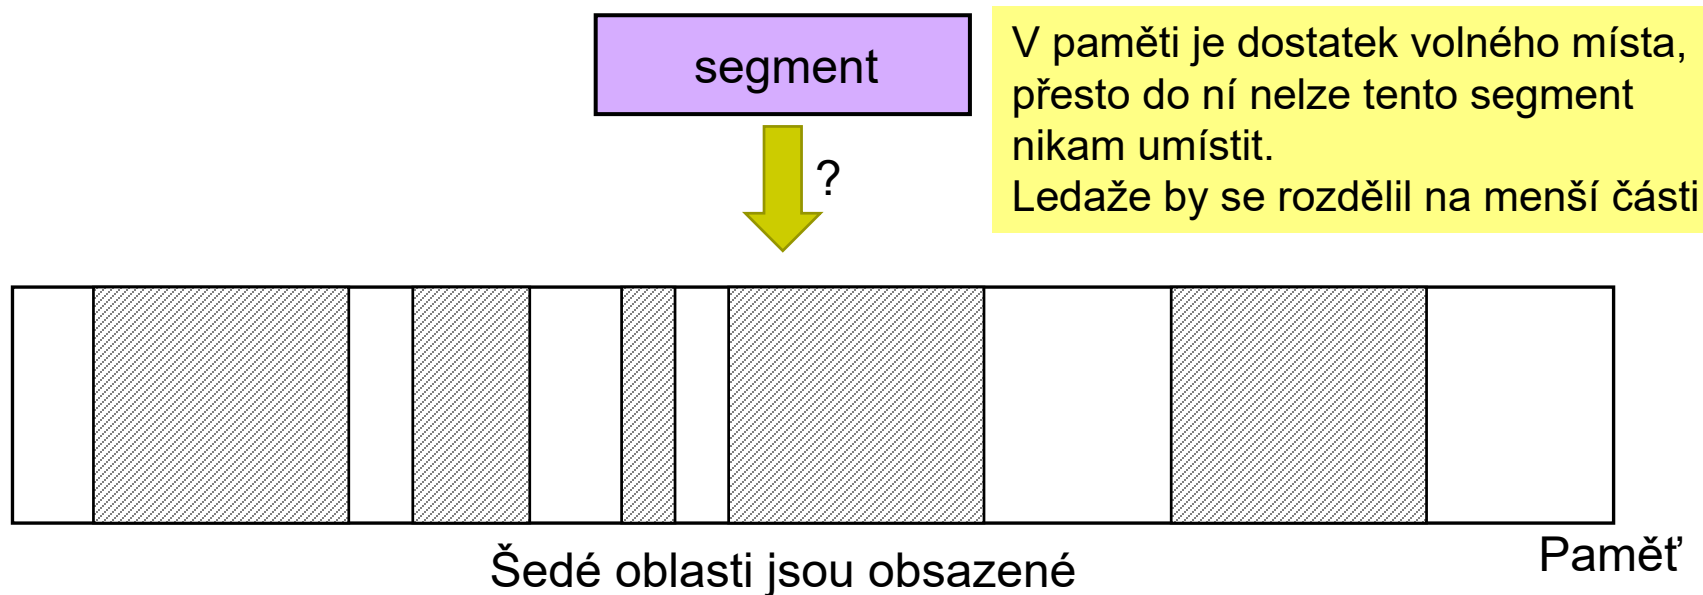 segment
V paměti je dostatek volného místa,
přesto do ní nelze tento segment
nikam umístit.
Ledaže by se rozdělil na menší části
?
Paměť
Šedé oblasti jsou obsazené